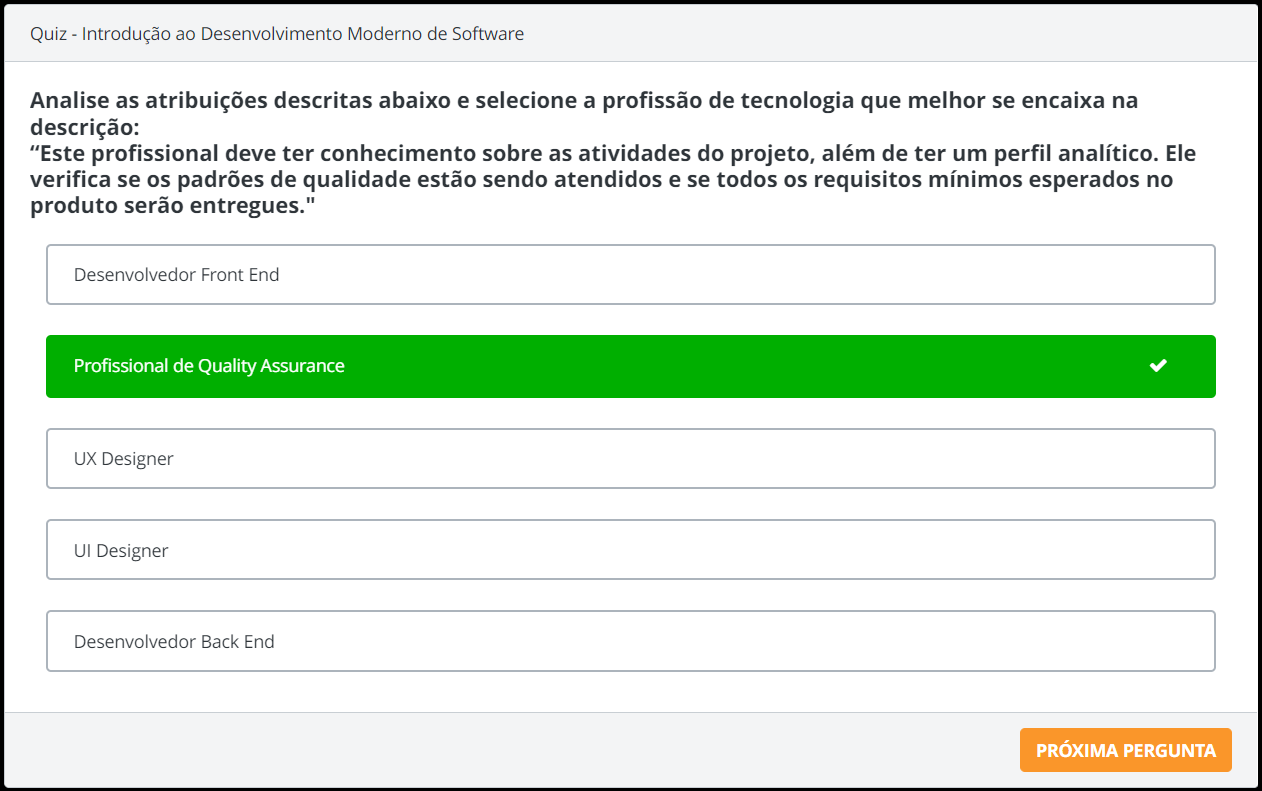 Quiz - Introdução ao Desenvolvimento Moderno de Software
Analise as atribuições descritas abaixo e selecione a profissão de tecnologia que melhor se encaixa na
descrição:
“Este profissional deve ter conhecimento sobre as atividades do projeto, além de ter um perfil analítico. Ele
verifica se os padrões de qualidade estão sendo atendidos e se todos os requisitos mínimos esperados no
produto serão entregues."
Desenvolvedor Front End
Profissional de Quality Assurance
UX Designer
UI Designer
Desenvolvedor Back End
PRÓXIMA PERGUNTA